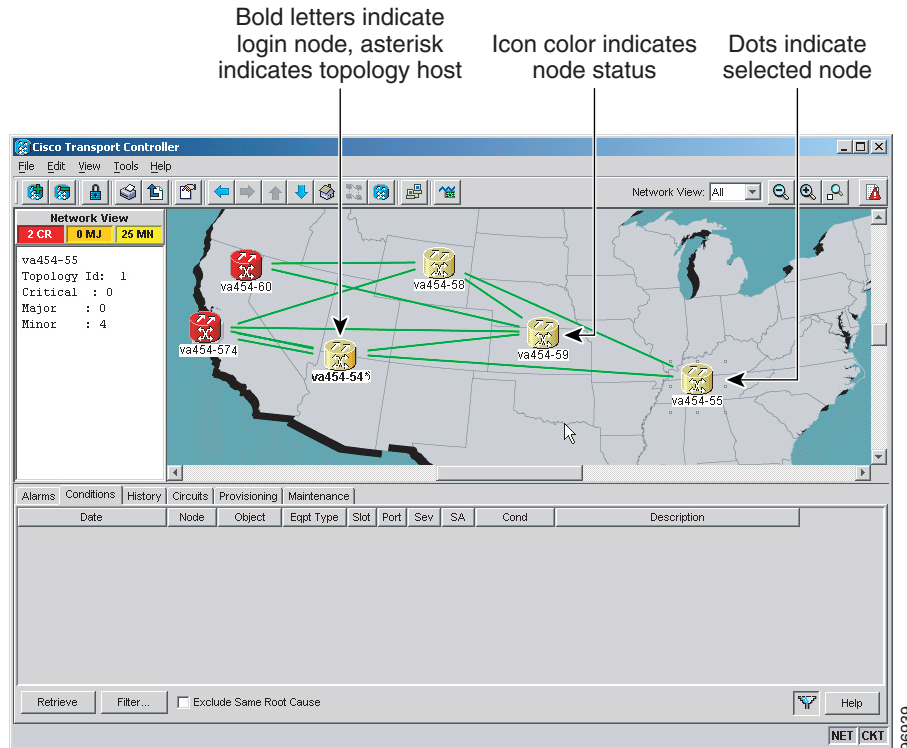 Bold letters indicate
login node, asterisk
indicates topology host
Icon color indicates
node status
Dots indicate
selected node
Cisco Transport Controller
File Edit View Tools Help
Network View: All
Network View
2 CR 0 MJ 25 MN
va454-55
Topology Id: 1
Critical : 0
Major : 0
Minor : 4
va454-60
va454-58
va454-574
va454-59
va454-54*)
va454-55
Alarms Conditions History Circuits Provisioning Maintenance
Date Node Object Eqpt Type Slot Port Sev SA Cond Description
Retrieve Filter... Exclude Same Root Cause Help
NET CKT
96939